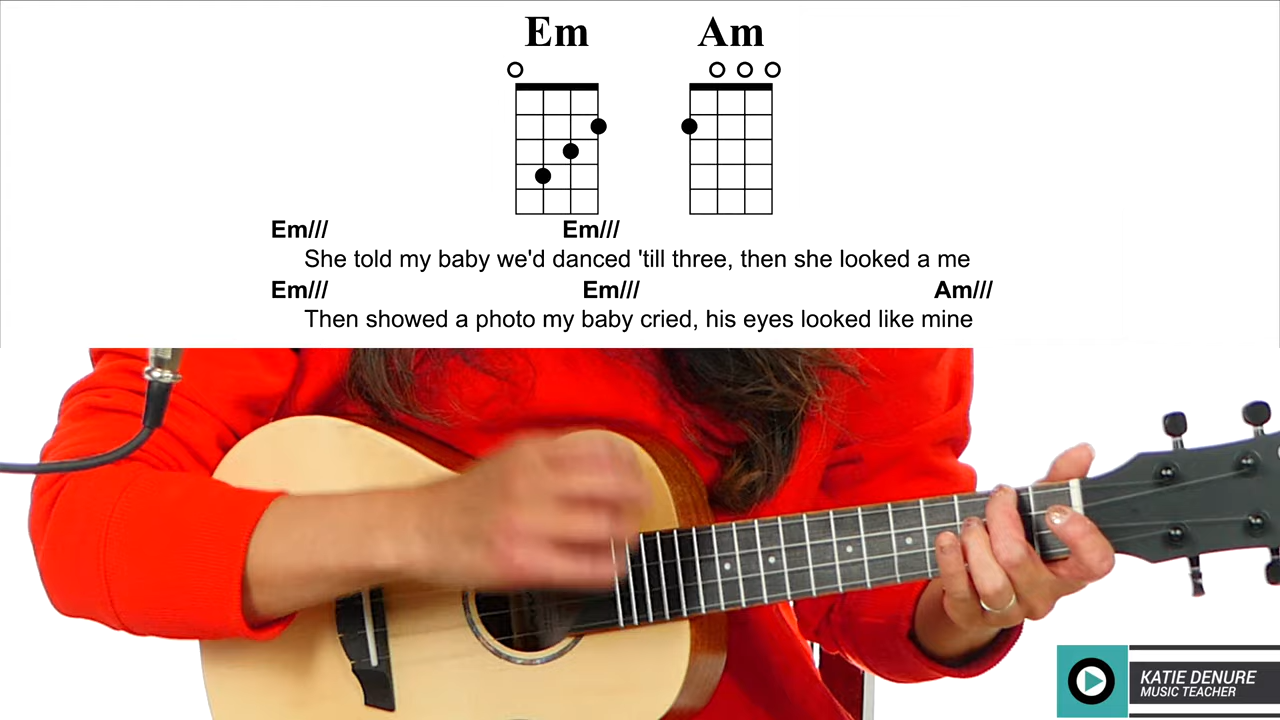 Em Am
Em/// Em///
She told my baby we'd danced 'till three, then she looked a me
Em/// Em/// Am///
Then showed a photo my baby cried, his eyes looked like mine
KATIE DENURE
MUSIC TEACHER